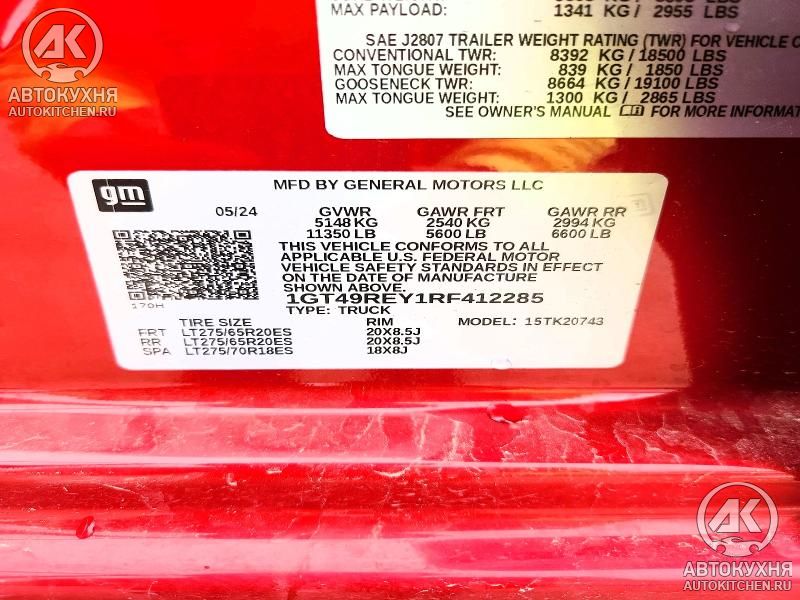 MAX PAYLOAD: 1341 KG / 2955 LBS
SAE J2807 TRAILER WEIGHT RATING (TWR) FOR VEHICLE
CONVENTIONAL TWR: 8392 KG / 18500 LBS
MAX TONGUE WEIGHT: 839 KG / 1850 LBS
GOOSENECK TWR: 8664 KG / 19100 LBS
MAX TONGUE WEIGHT: 1300 KG / 2865 LBS
SEE OWNER'S MANUAL FOR MORE INFORMAT
AK
АВТОКУХНЯ
AUTOKITCHEN.RU
gm
MFD BY GENERAL MOTORS LLC
05/24 GVWR GAWR FRT GAWR RR
5148 KG 2540 KG 2994 KG
11350 LB 5600 LB 6600 LB
THIS VEHICLE CONFORMS TO ALL
APPLICABLE U.S. FEDERAL MOTOR
VEHICLE SAFETY STANDARDS IN EFFECT
ON THE DATE OF MANUFACTURE
SHOWN ABOVE.
1GT49REY1RF412285
170H
TYPE: TRUCK
TIRE SIZE RIM MODEL: 15TK20743
FRT LT275/65R20ES 20X8.5J
RR LT275/65R20ES 20X8.5J
SPA LT275/70R18ES 18X8J
AK
АВТОКУХНЯ
AUTOKITCHEN.RU